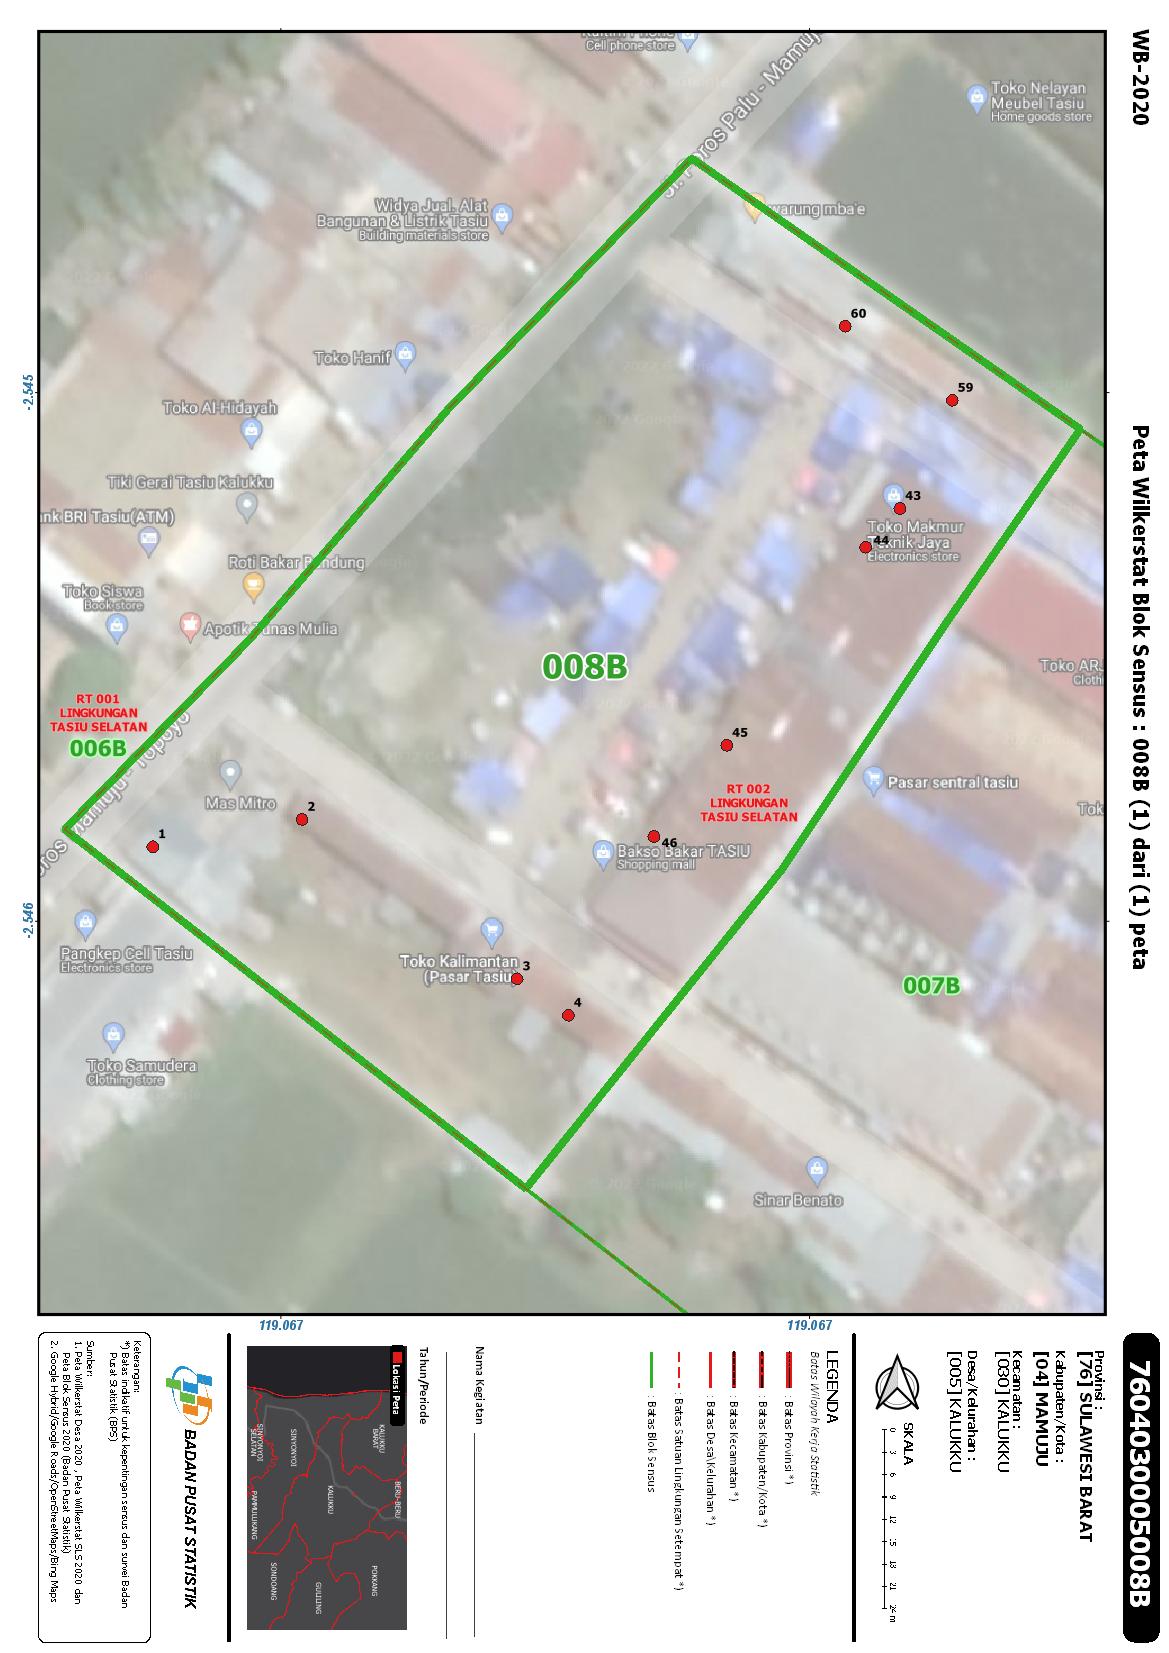 WB-2020
Peta Wilkerstat Blok Sensus : 008B (1) dari (1) peta
Cell phone store
Toko Nelayan
Meubel Tasiu
Home goods store
Widya Jual. Alat
Bangunan & Listrik Tasiu
Building materials store
warung mba'e
Toko Hanif
60
59
-2.545
Toko Al-Hidayah
Tiki Gerai Tasiu Kalukku
nk BRI Tasiu(ATM)
43
Toko Makmur
Teknik Jaya
Electronics store
44
Toko Siswa
Book store
Apotik Tunas Mulia
008B
Toko AR
RT 001
LINGKUNGAN
TASIU SELATAN
006B
45
Mas Mitro
2
1
RT 002
LINGKUNGAN
TASIU SELATAN
Pasar sentral tasiu
Tok
46
Bakso Bakar TASIU
Shopping mall
-2.546
Pangkep Cell Tasiu
Electronics store
Toko Kalimantan
(Pasar Tasiu)
3
4
007B
Toko Samudera
Clothing store
Sinar Benato
119.067
119.067
7604030005008B
Provinsi :
[76] SULAWESI BARAT
Kabupaten/Kota :
[04] MAMUJU
Kecamatan :
[030] KALUKKU
Desa/Kelurahan :
[005] KALUKKU
SKALA
0 3 6 9 12 15 18 21 24 m
LEGENDA
Batas Wilayah Kerja Statistik
: Batas Provinsi *)
: Batas Kabupaten/Kota *)
: Batas Kecamatan *)
: Batas Desa\Kelurahan *)
: Batas Satuan Lingkungan Setempat *)
: Batas Blok Sensus
Nama Kegiatan
Tahun/Periode
Lokasi Peta
KALUKKU
BARAT
BERU-BERU
SINYONYOI
SINYONYOI
SELATAN
KALUKKU
PAMMULUKANG
POKKANG
GULILING
SONDOANG
BADAN PUSAT STATISTIK
Keterangan:
*) Batas indikatif untuk kepentingan sensus dan survei Badan
Pusat Statistik (BPS)
Sumber:
1. Peta Wilkerstat Desa 2020 , Peta Wilkerstat SLS 2020 dan
Peta Blok Sensus 2020 (Badan Pusat Statistik)
2. Google Hybrid/Google Roads/OpenStreetMaps/Bing Maps